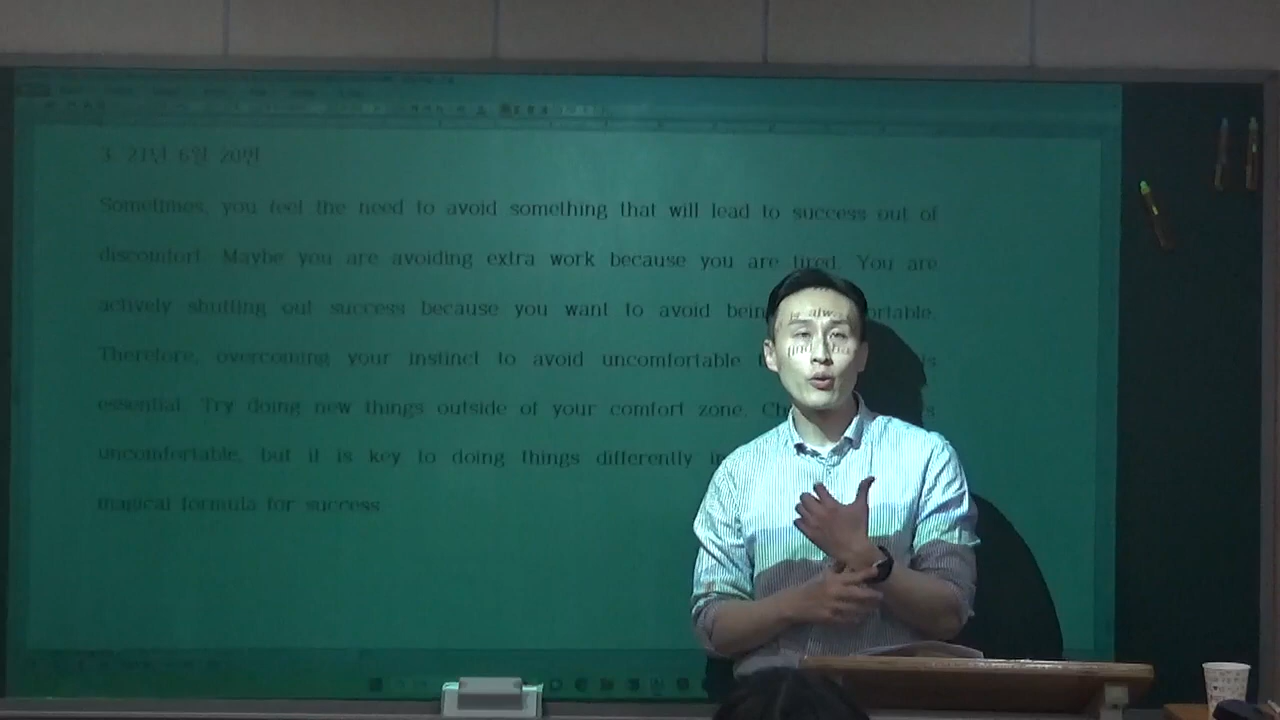 3. 21년 6월 20번
Sometimes, you feel the need to avoid something that will lead to success out of
discomfort. Maybe you are avoiding extra work because you are tired. You are
actively shutting out success because you want to avoid being
Therefore, overcoming your instinct to avoid uncomfortable
essential. Try doing new things outside of your comfort zone.
uncomfortable, but it is key to doing things differently
magical formula for success